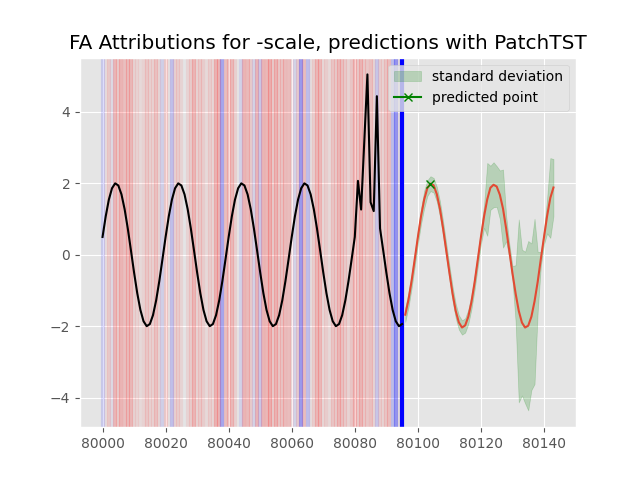 FA Attributions for -scale, predictions with PatchTST
standard deviation
predicted point
4
2
0
−2
−4
80000 80020 80040 80060 80080 80100 80120 80140